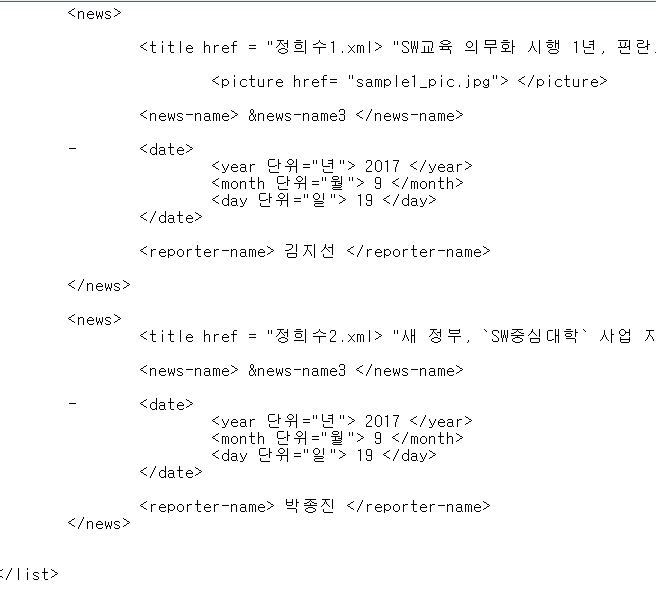 <news>
<title href = "정희수1.xml> "SW교육 의무화 시행 1년, 핀란
<picture href= "sample1_pic.jpg"> </picture>
<news-name> &news-name3 </news-name>
- <date>
<year 단위="년"> 2017 </year>
<month 단위="월"> 9 </month>
<day 단위="일"> 19 </day>
</date>
<reporter-name> 김지선 </reporter-name>
</news>
<news>
<title href = "정희수2.xml> "새 정부, `SW중심대학` 사업 지
<news-name> &news-name3 </news-name>
- <date>
<year 단위="년"> 2017 </year>
<month 단위="월"> 9 </month>
<day 단위="일"> 19 </day>
</date>
<reporter-name> 박종진 </reporter-name>
</news>
</list>